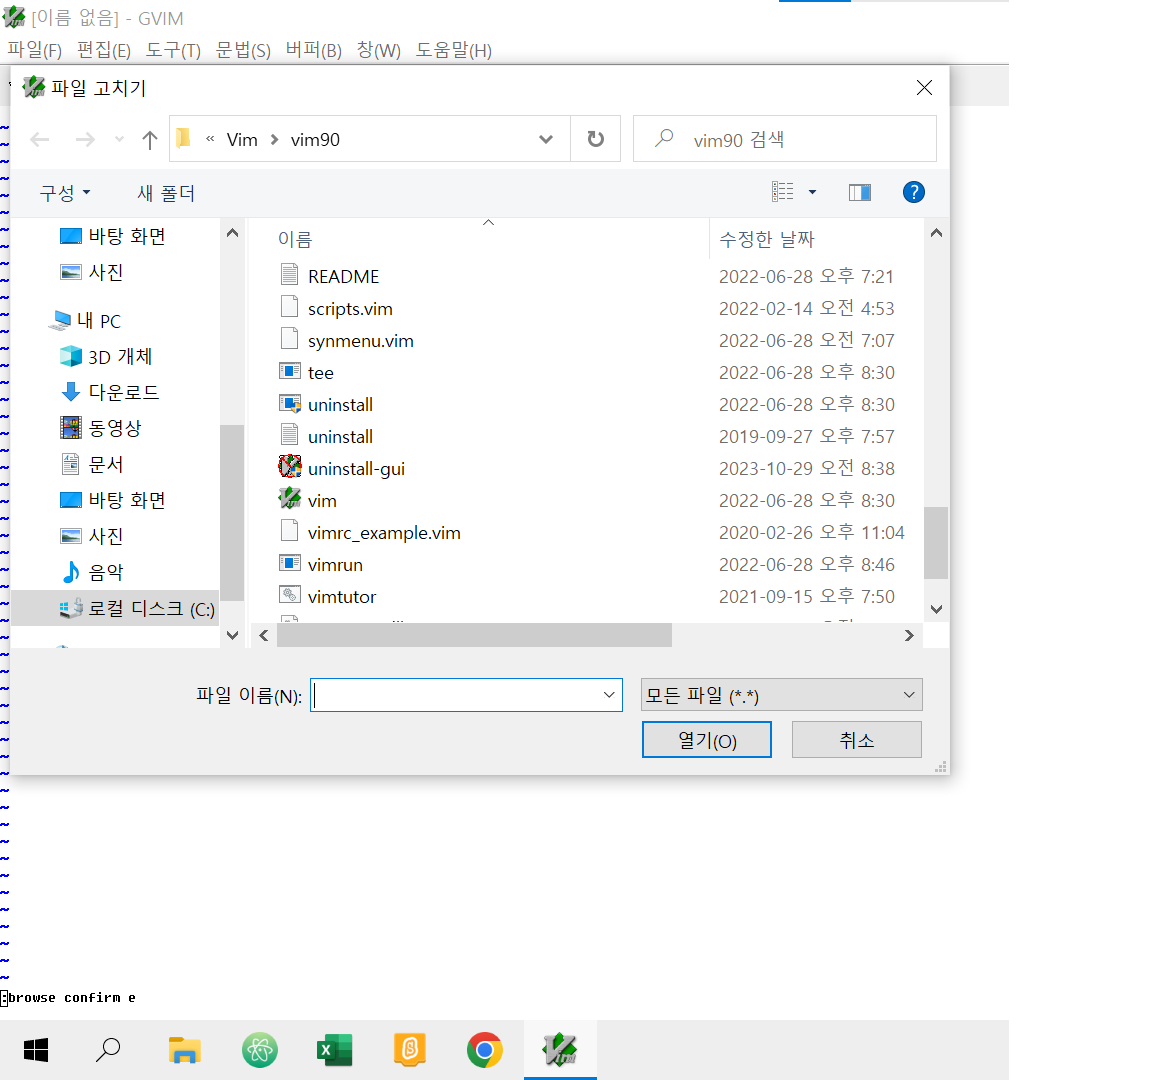 [이름 없음] - GVIM
파일(F) 편집(E) 도구(T) 문법(S) 버퍼(B) 창(W) 도움말(H)
파일 고치기
« Vim > vim90
vim90 검색
구성 새 폴더
바탕 화면
사진
내 PC
3D 개체
다운로드
동영상
문서
바탕 화면
사진
음악
로컬 디스크 (C:)
이름 수정한 날짜
README 2022-06-28 오후 7:21
scripts.vim 2022-02-14 오전 4:53
synmenu.vim 2022-06-28 오전 7:07
tee 2022-06-28 오후 8:30
uninstall 2022-06-28 오후 8:30
uninstall 2019-09-27 오후 7:57
uninstall-gui 2023-10-29 오전 8:38
vim 2022-06-28 오후 8:30
vimrc_example.vim 2020-02-26 오후 11:04
vimrun 2022-06-28 오후 8:46
vimtutor 2021-09-15 오후 7:50
파일 이름(N):
모든 파일 (*.*)
열기(O) 취소
:browse confirm e